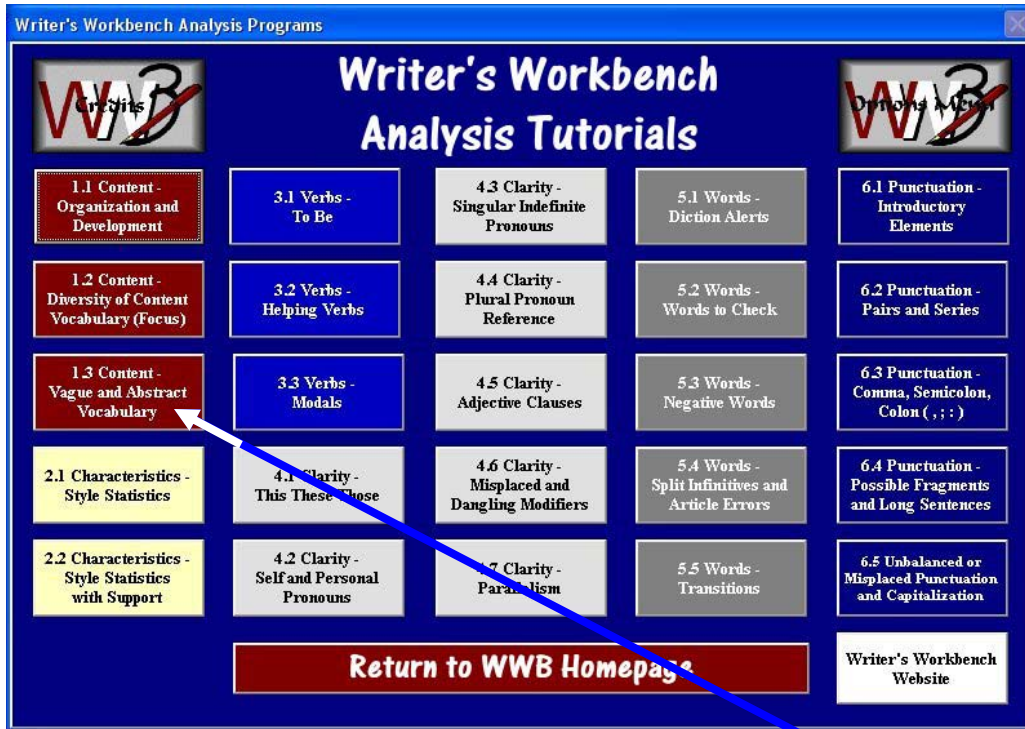 Writer's Workbench Analysis Programs
WWB
Credits
Writer's Workbench
Analysis Tutorials
WWB
Options Menu
1.1 Content -
Organization and
Development
3.1 Verbs -
To Be
4.3 Clarity -
Singular Indefinite
Pronouns
5.1 Words -
Diction Alerts
6.1 Punctuation -
Introductory
Elements
1.2 Content -
Diversity of Content
Vocabulary (Focus)
3.2 Verbs -
Helping Verbs
4.4 Clarity -
Plural Pronoun
Reference
5.2 Words -
Words to Check
6.2 Punctuation -
Pairs and Series
1.3 Content -
Vague and Abstract
Vocabulary
3.3 Verbs -
Modals
4.5 Clarity -
Adjective Clauses
5.3 Words -
Negative Words
6.3 Punctuation -
Comma, Semicolon,
Colon ( , ; : )
2.1 Characteristics -
Style Statistics
4.1 Clarity -
This These Those
4.6 Clarity -
Misplaced and
Dangling Modifiers
5.4 Words -
Split Infinitives and
Article Errors
6.4 Punctuation -
Possible Fragments
and Long Sentences
2.2 Characteristics -
Style Statistics
with Support
4.2 Clarity -
Self and Personal
Pronouns
4.7 Clarity -
Parallelism
5.5 Words -
Transitions
6.5 Unbalanced or
Misplaced Punctuation
and Capitalization
Return to WWB Homepage
Writer's Workbench
Website